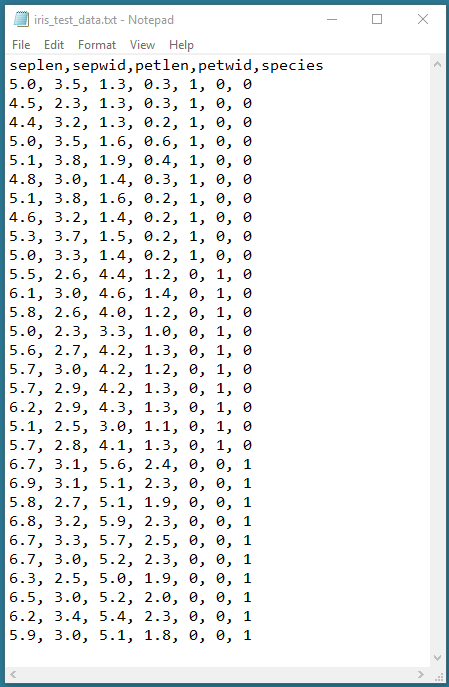 iris_test_data.txt - Notepad
File Edit Format View Help
seplen,sepwid,petlen,petwid,species
5.0, 3.5, 1.3, 0.3, 1, 0, 0
4.5, 2.3, 1.3, 0.3, 1, 0, 0
4.4, 3.2, 1.3, 0.2, 1, 0, 0
5.0, 3.5, 1.6, 0.6, 1, 0, 0
5.1, 3.8, 1.9, 0.4, 1, 0, 0
4.8, 3.0, 1.4, 0.3, 1, 0, 0
5.1, 3.8, 1.6, 0.2, 1, 0, 0
4.6, 3.2, 1.4, 0.2, 1, 0, 0
5.3, 3.7, 1.5, 0.2, 1, 0, 0
5.0, 3.3, 1.4, 0.2, 1, 0, 0
5.5, 2.6, 4.4, 1.2, 0, 1, 0
6.1, 3.0, 4.6, 1.4, 0, 1, 0
5.8, 2.6, 4.0, 1.2, 0, 1, 0
5.0, 2.3, 3.3, 1.0, 0, 1, 0
5.6, 2.7, 4.2, 1.3, 0, 1, 0
5.7, 3.0, 4.2, 1.2, 0, 1, 0
5.7, 2.9, 4.2, 1.3, 0, 1, 0
6.2, 2.9, 4.3, 1.3, 0, 1, 0
5.1, 2.5, 3.0, 1.1, 0, 1, 0
5.7, 2.8, 4.1, 1.3, 0, 1, 0
6.7, 3.1, 5.6, 2.4, 0, 0, 1
6.9, 3.1, 5.1, 2.3, 0, 0, 1
5.8, 2.7, 5.1, 1.9, 0, 0, 1
6.8, 3.2, 5.9, 2.3, 0, 0, 1
6.7, 3.3, 5.7, 2.5, 0, 0, 1
6.7, 3.0, 5.2, 2.3, 0, 0, 1
6.3, 2.5, 5.0, 1.9, 0, 0, 1
6.5, 3.0, 5.2, 2.0, 0, 0, 1
6.2, 3.4, 5.4, 2.3, 0, 0, 1
5.9, 3.0, 5.1, 1.8, 0, 0, 1